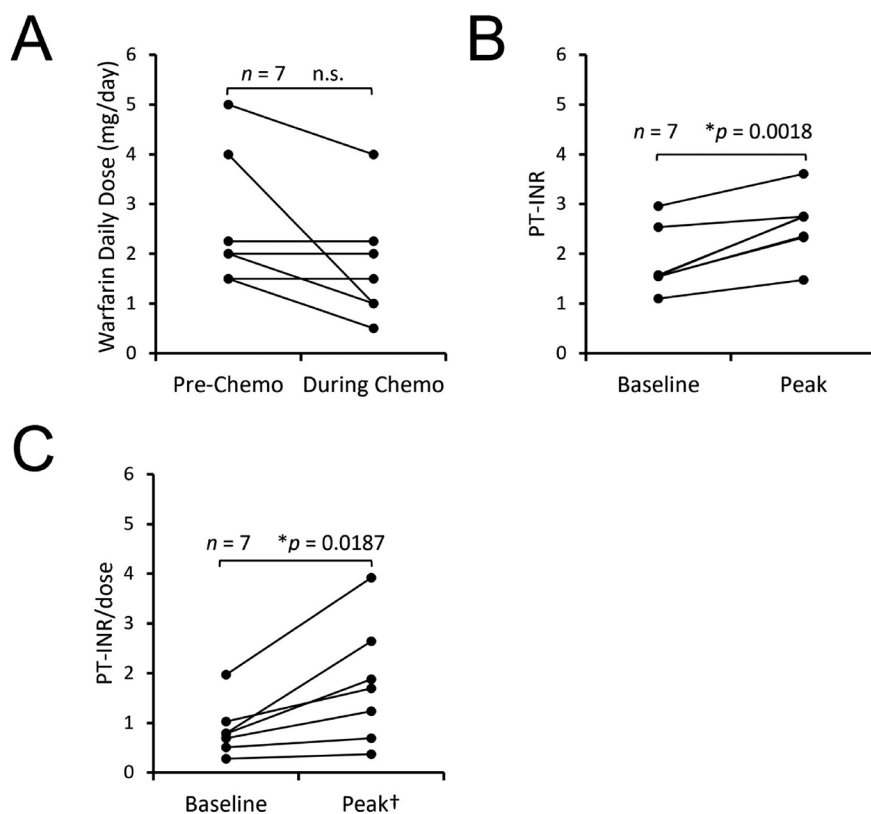 A
Warfarin Daily Dose (mg/day)
6
5
4
3
2
1
0
n = 7 n.s.
Pre-Chemo During Chemo
B
PT-INR
6
5
4
3
2
1
0
n = 7 *p = 0.0018
Baseline Peak
C
PT-INR/dose
6
5
4
3
2
1
0
n = 7 *p = 0.0187
Baseline Peak†